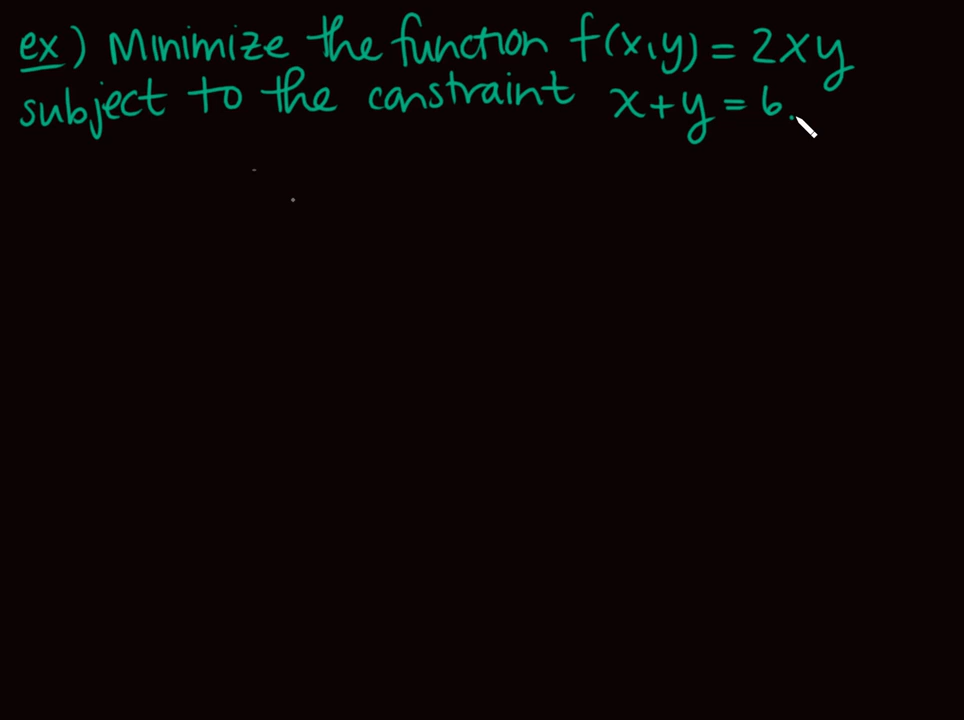 ex) Minimize the function f(x,y) = 2xy
subject to the constraint x+y = 6.